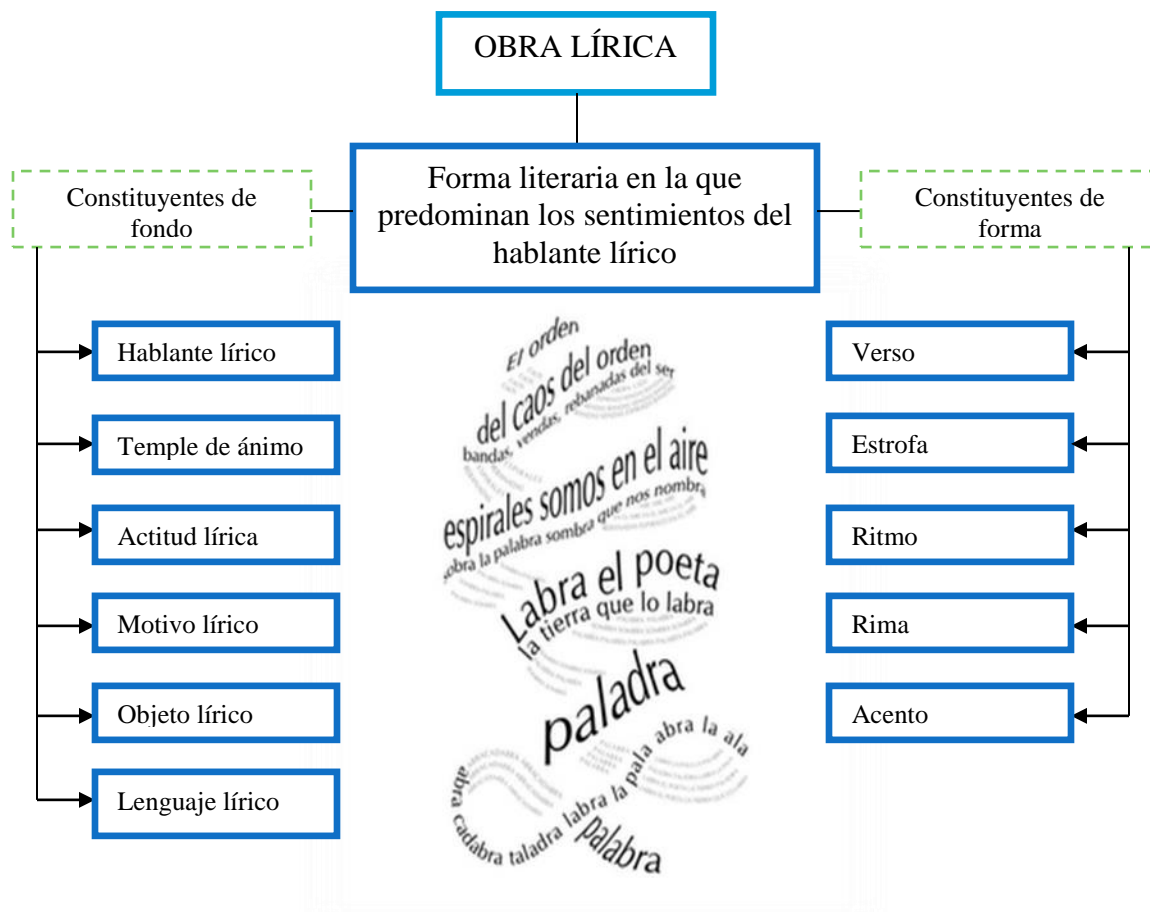 OBRA LÍRICA
Forma literaria en la que
predominan los sentimientos del
hablante lírico
Constituyentes de
fondo
Hablante lírico
Temple de ánimo
Actitud lírica
Motivo lírico
Objeto lírico
Lenguaje lírico
Constituyentes de
forma
Verso
Estrofa
Ritmo
Rima
Acento
El orden
del caos del orden
bandas, vendas, rebanadas del ser
espirales somos en el aire
sobra la palabra sombra que nos nombra
Labra el poeta
la tierra que lo labra
paladra
abra cadabra taladra labra la pala abra la ala
palabra